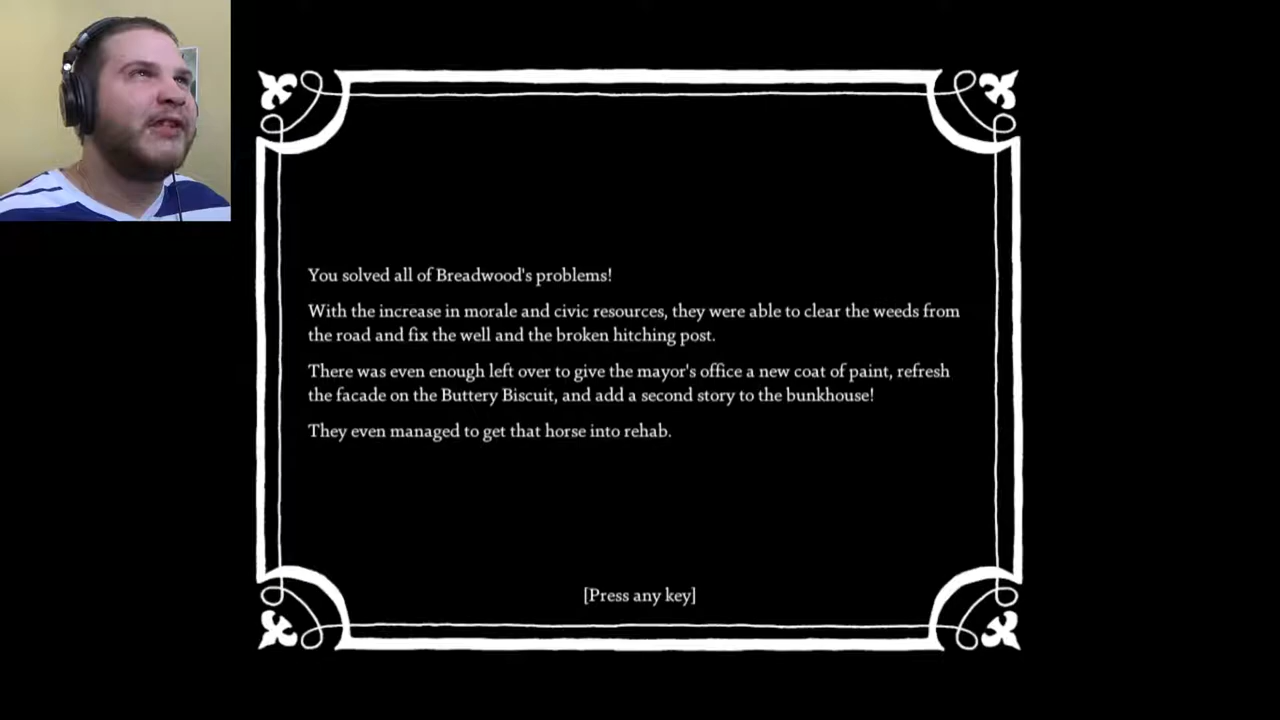 You solved all of Breadwood's problems!
With the increase in morale and civic resources, they were able to clear the weeds from
the road and fix the well and the broken hitching post.
There was even enough left over to give the mayor's office a new coat of paint, refresh
the facade on the Buttery Biscuit, and add a second story to the bunkhouse!
They even managed to get that horse into rehab.
[Press any key]